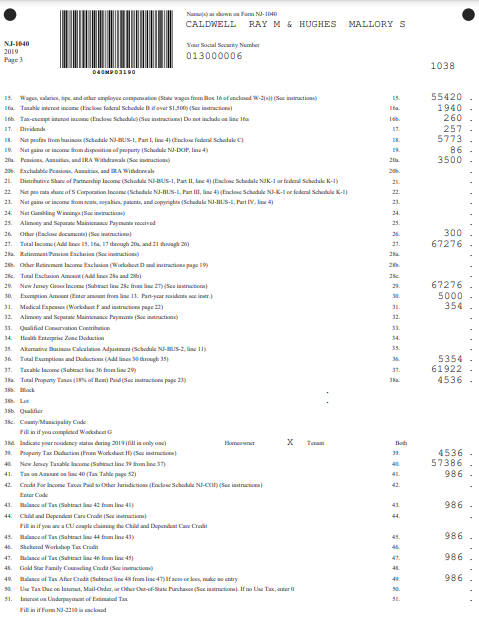 Name(s) as shown on Form NJ-1040
CALDWELL RAY M & HUGHES MALLORY S
NJ-1040
2019
Page 3
Your Social Security Number
013000006
040MP03190
1038
15. Wages, salaries, tips, and other employee compensation (State wages from Box 16 of enclosed W-2(s)) (See instructions) 15. 55420 .
16a. Taxable interest income (Enclose federal Schedule B if over $1,500) (See instructions) 16a. 1940 .
16b. Tax-exempt interest income (Enclose Schedule) (See instructions) Do not include on line 16a 16b. 260 .
17. Dividends 17. 257 .
18. Net profits from business (Schedule NJ-BUS-1, Part I, line 4) (Enclose federal Schedule C) 18. 5773 .
19. Net gains or income from disposition of property (Schedule NJ-DOP, line 4) 19. 86 .
20a. Pensions, Annuities, and IRA Withdrawals (See instructions) 20a. 3500 .
20b. Excludable Pensions, Annuities, and IRA Withdrawals 20b. .
21. Distributive Share of Partnership Income (Schedule NJ-BUS-1, Part II, line 4) (Enclose Schedule NJK-1 or federal Schedule K-1) 21. .
22. Net pro rata share of S Corporation Income (Schedule NJ-BUS-1, Part III, line 4) (Enclose Schedule NJ-K-1 or federal Schedule K-1) 22. .
23. Net gains or income from rents, royalties, patents, and copyrights (Schedule NJ-BUS-1, Part IV, line 4) 23. .
24. Net Gambling Winnings (See instructions) 24. .
25. Alimony and Separate Maintenance Payments received 25. .
26. Other (Enclose documents) (See instructions) 26. 300 .
27. Total Income (Add lines 15, 16a, 17 through 20a, and 21 through 26) 27. 67276 .
28a. Retirement/Pension Exclusion (See instructions) 28a. .
28b. Other Retirement Income Exclusion (Worksheet D and instructions page 19) 28b. .
28c. Total Exclusion Amount (Add lines 28a and 28b) 28c. .
29. New Jersey Gross Income (Subtract line 28c from line 27) (See instructions) 29. 67276 .
30. Exemption Amount (Enter amount from line 13. Part-year residents see instr.) 30. 5000 .
31. Medical Expenses (Worksheet F and instructions page 22) 31. 354 .
32. Alimony and Separate Maintenance Payments (See instructions) 32. .
33. Qualified Conservation Contribution 33. .
34. Health Enterprise Zone Deduction 34. .
35. Alternative Business Calculation Adjustment (Schedule NJ-BUS-2, line 11) 35. .
36. Total Exemptions and Deductions (Add lines 30 through 35) 36. 5354 .
37. Taxable Income (Subtract line 36 from line 29) 37. 61922 .
38a. Total Property Taxes (18% of Rent) Paid (See instructions page 23) 38a. 4536 .
38b. Block .
38b. Lot .
38b. Qualifier
38c. County/Municipality Code
Fill in if you completed Worksheet G
38d. Indicate your residency status during 2019 (fill in only one) Homeowner X Tenant Both
39. Property Tax Deduction (From Worksheet H) (See instructions) 39. 4536 .
40. New Jersey Taxable Income (Subtract line 39 from line 37) 40. 57386 .
41. Tax on Amount on line 40 (Tax Table page 52) 41. 986 .
42. Credit For Income Taxes Paid to Other Jurisdictions (Enclose Schedule NJ-COJ) (See instructions) 42. .
Enter Code
43. Balance of Tax (Subtract line 42 from line 41) 43. 986 .
44. Child and Dependent Care Credit (See instructions) 44. .
Fill in if you are a CU couple claiming the Child and Dependent Care Credit
45. Balance of Tax (Subtract line 44 from line 43) 45. 986 .
46. Sheltered Workshop Tax Credit 46. .
47. Balance of Tax (Subtract line 46 from line 45) 47. 986 .
48. Gold Star Family Counseling Credit (See instructions) 48. .
49. Balance of Tax After Credit (Subtract line 48 from line 47) If zero or less, make no entry 49. 986 .
50. Use Tax Due on Internet, Mail-Order, or Other Out-of-State Purchases (See instructions). If no Use Tax, enter 0 50. .
51. Interest on Underpayment of Estimated Tax 51. .
Fill in if Form NJ-2210 is enclosed